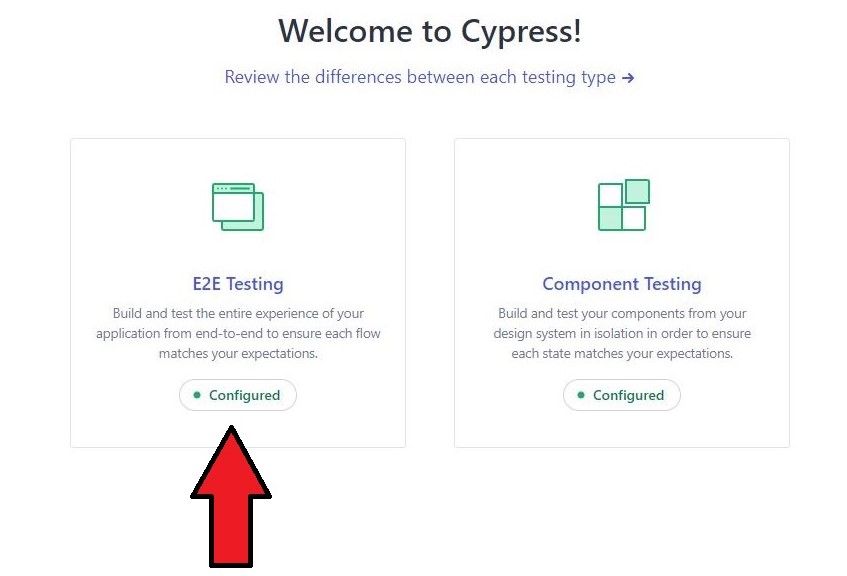 Welcome to Cypress!
Review the differences between each testing type →
E2E Testing
Build and test the entire experience of your
application from end-to-end to ensure each flow
matches your expectations.
Configured
Component Testing
Build and test your components from your
design system in isolation in order to ensure
each state matches your expectations.
Configured